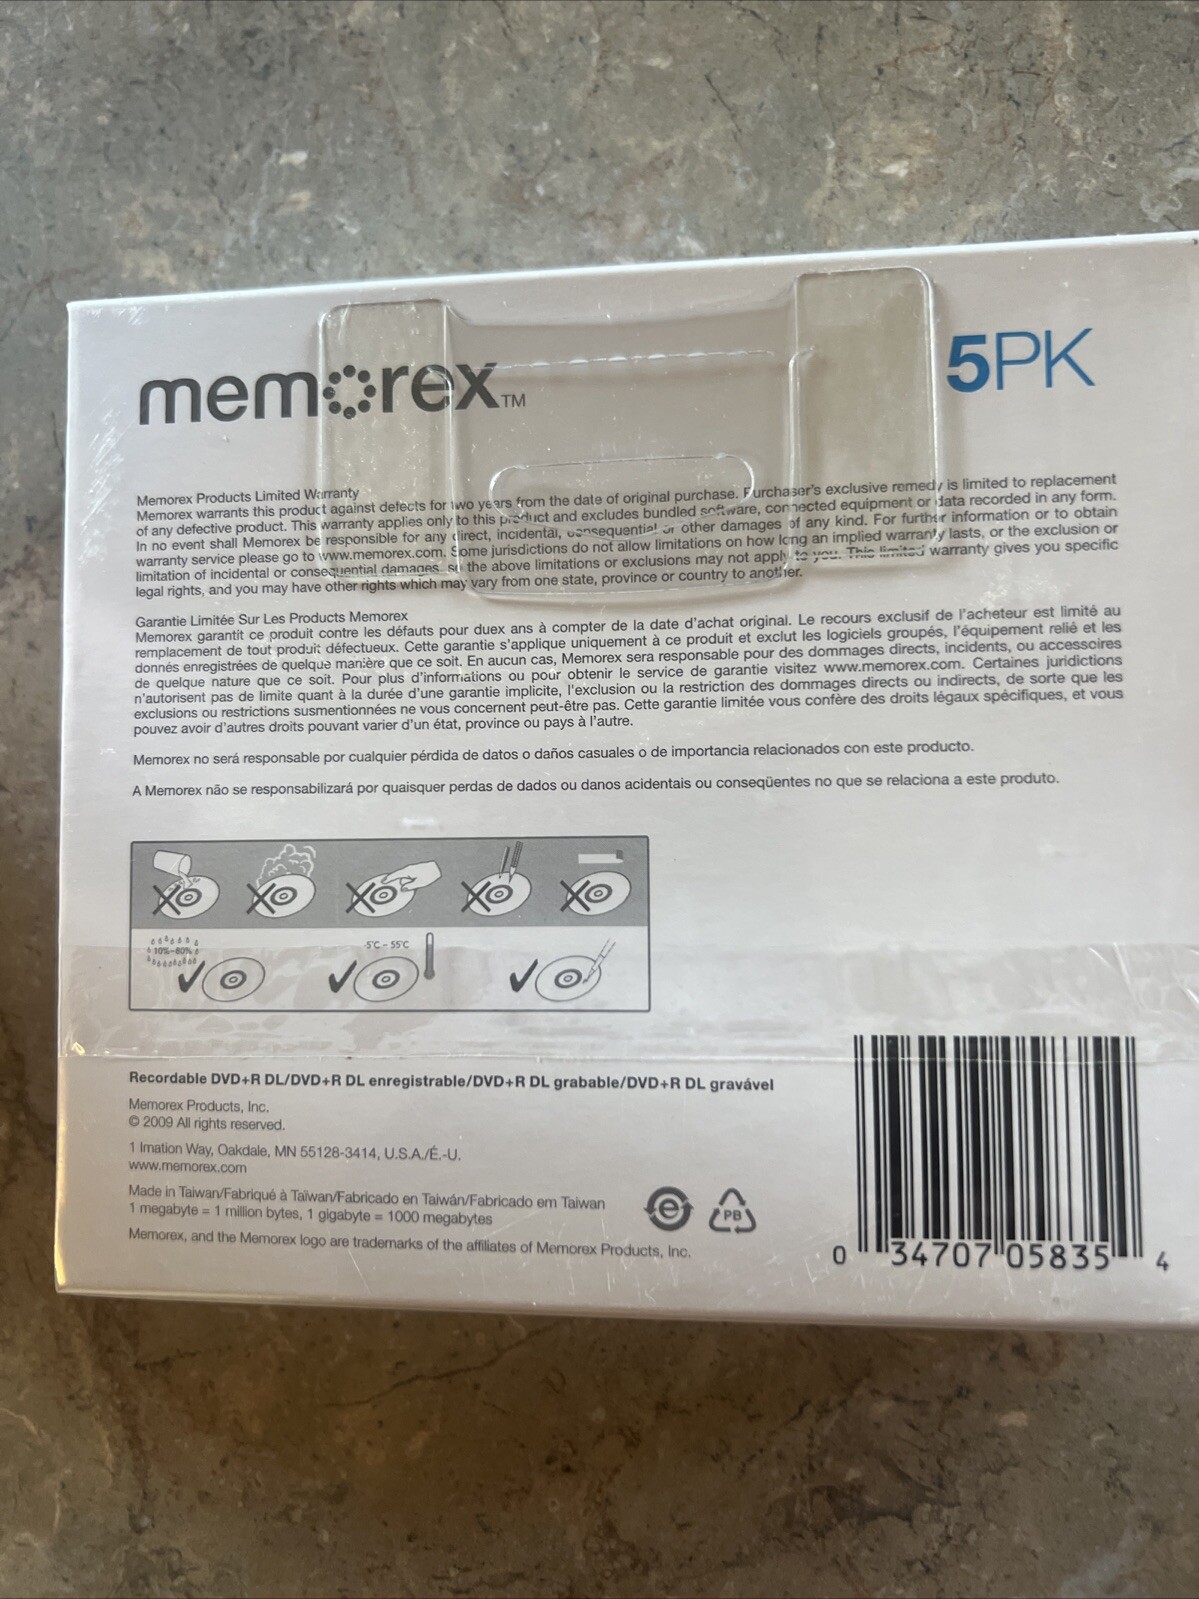 memorex™
5PK
Memorex Products Limited Warranty
Memorex warrants this product against defects for two years from the date of original purchase. Purchaser's exclusive remedy is limited to replacement
of any defective product. This warranty applies only to this product and excludes bundled software, connected equipment or data recorded in any form.
In no event shall Memorex be responsible for any direct, incidental, consequential or other damages of any kind. For further information or to obtain
warranty service please go to www.memorex.com. Some jurisdictions do not allow limitations on how long an implied warranty lasts, or the exclusion or
limitation of incidental or consequential damages, so the above limitations or exclusions may not apply to you. This limited warranty gives you specific
legal rights, and you may have other rights which may vary from one state, province or country to another.
Garantie Limitée Sur Les Products Memorex
Memorex garantit ce produit contre les défauts pour duex ans à compter de la date d'achat original. Le recours exclusif de l'acheteur est limité au
remplacement de tout produit défectueux. Cette garantie s'applique uniquement à ce produit et exclut les logiciels groupés, l'équipement relié et les
donnés enregistrées de quelque manière que ce soit. En aucun cas, Memorex sera responsable pour des dommages directs, incidents, ou accessoires
de quelque nature que ce soit. Pour plus d'informations ou pour obtenir le service de garantie visitez www.memorex.com. Certaines juridictions
n'autorisent pas de limite quant à la durée d'une garantie implicite, l'exclusion ou la restriction des dommages directs ou indirects, de sorte que les
exclusions ou restrictions susmentionnées ne vous concernent peut-être pas. Cette garantie limitée vous confère des droits légaux spécifiques, et vous
pouvez avoir d'autres droits pouvant varier d'un état, province ou pays à l'autre.
Memorex no será responsable por cualquier pérdida de datos o daños casuales o de importancia relacionados con este producto.
A Memorex não se responsabilizará por quaisquer perdas de dados ou danos acidentais ou conseqüentes no que se relaciona a este produto.
10%-80%
-5°C - 55°C
Recordable DVD+R DL/DVD+R DL enregistrable/DVD+R DL grabable/DVD+R DL gravável
Memorex Products, Inc.
© 2009 All rights reserved.
1 Imation Way, Oakdale, MN 55128-3414, U.S.A./É.-U.
www.memorex.com
Made in Taiwan/Fabriqué à Taïwan/Fabricado en Taiwán/Fabricado em Taiwan
1 megabyte = 1 million bytes, 1 gigabyte = 1000 megabytes
Memorex, and the Memorex logo are trademarks of the affiliates of Memorex Products, Inc.
e
PB
0 34707 05835 4